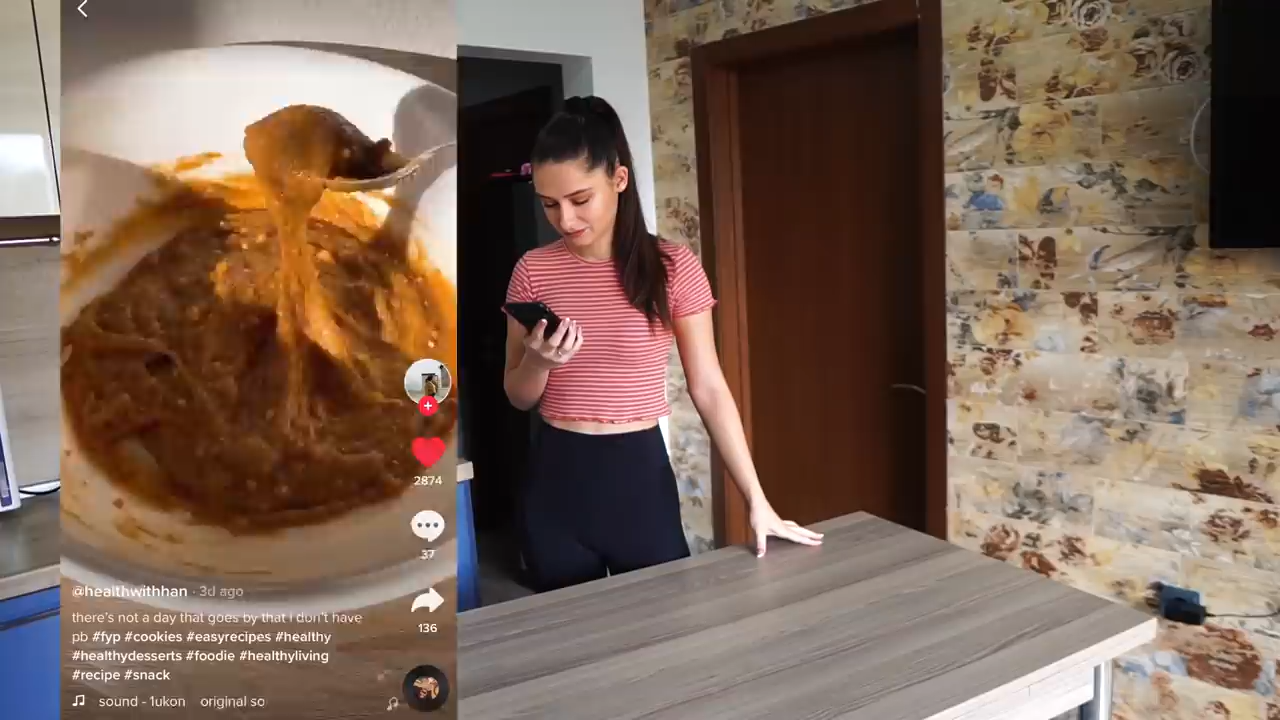 2874
37
136
@healthwithhan · 3d ago
there's not a day that goes by that i don't have
pb #fyp #cookies #easyrecipes #healthy
#healthydesserts #foodie #healthyliving
#recipe #snack
sound - 1ukon original so